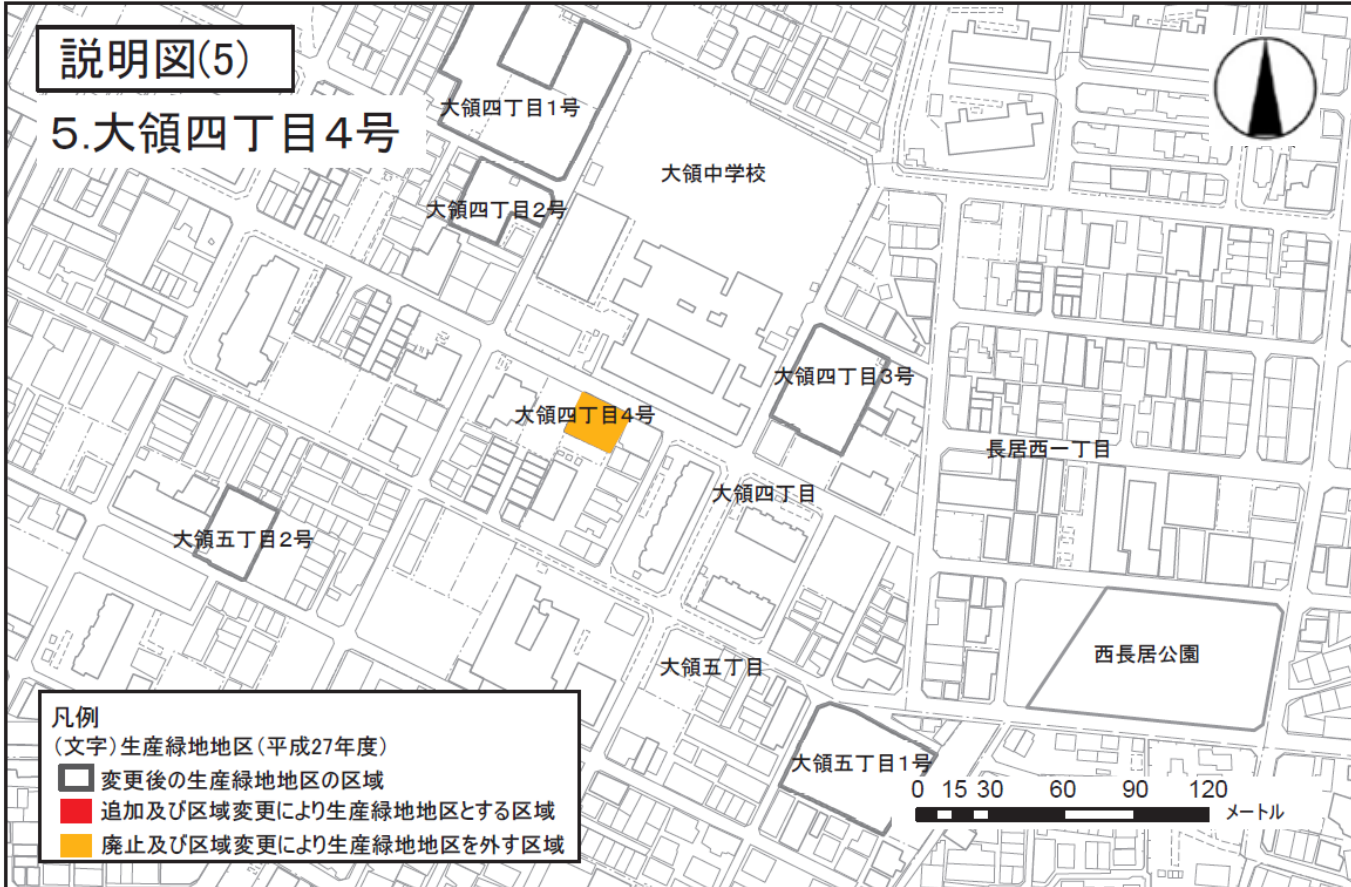 説明図(5)
5.大領四丁目4号
大領四丁目1号
大領中学校
大領四丁目2号
大領四丁目3号
大領四丁目4号
長居西一丁目
大領四丁目
大領五丁目2号
西長居公園
大領五丁目
大領五丁目1号
凡例
(文字)生産緑地地区(平成27年度)
変更後の生産緑地地区の区域
追加及び区域変更により生産緑地地区とする区域
廃止及び区域変更により生産緑地地区を外す区域
0 15 30 60 90 120
メートル